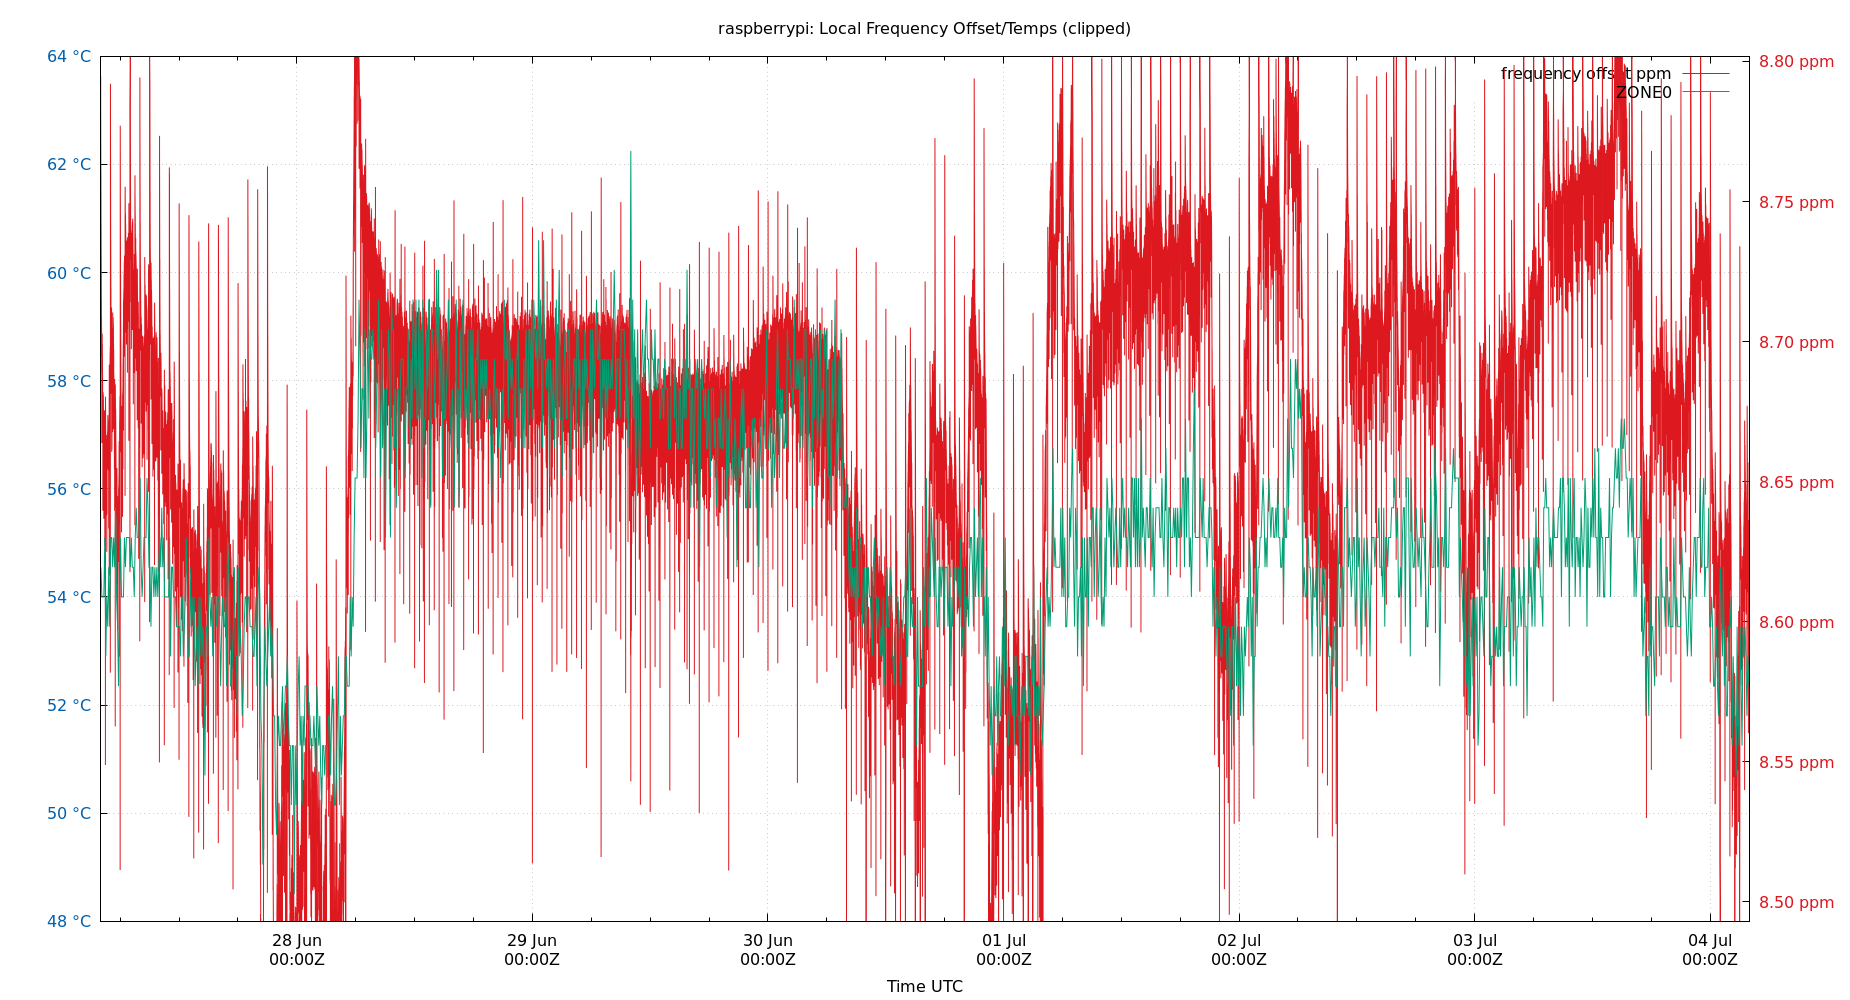 raspberrypi: Local Frequency Offset/Temps (clipped)
64 °C
62 °C
60 °C
58 °C
56 °C
54 °C
52 °C
50 °C
48 °C
8.80 ppm
8.75 ppm
8.70 ppm
8.65 ppm
8.60 ppm
8.55 ppm
8.50 ppm
frequency offset ppm
ZONE0
28 Jun
00:00Z
29 Jun
00:00Z
30 Jun
00:00Z
01 Jul
00:00Z
02 Jul
00:00Z
03 Jul
00:00Z
04 Jul
00:00Z
Time UTC